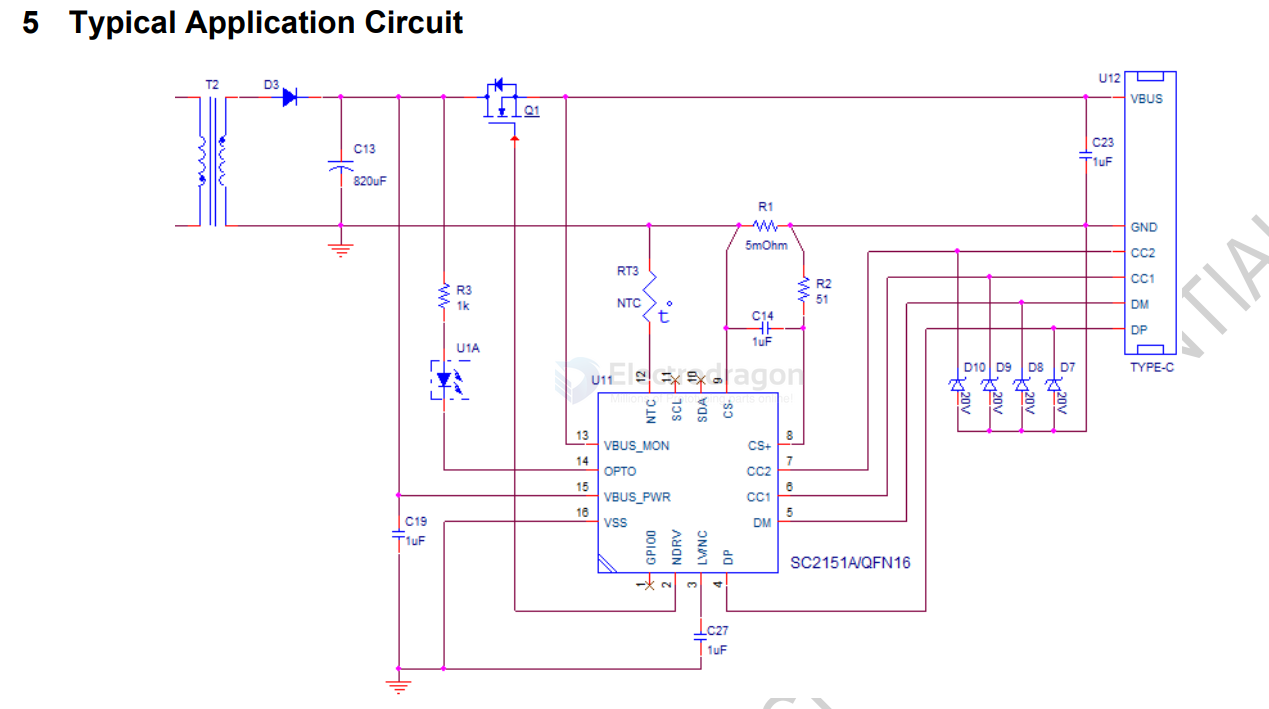 5 Typical Application Circuit
T2
D3
Q1
U12
VBUS
C13
820uF
C23
1uF
R1
5mOhm
GND
CC2
CC1
DM
DP
TYPE-C
RT3
NTC
t
R2
51
C14
1uF
R3
1k
U1A
D10 D9 D8 D7
20V 20V 20V 20V
Electrodragon
U11
12 11 10 9
NTC SCL SDA CS-
13 VBUS_MON
14 OPTO
15 VBUS_PWR
16 VSS
CS+ 8
CC2 7
CC1 6
DM 5
GPIO0 NDRV LV/NC DP
1 2 3 4
SC2151A/QFN16
C19
1uF
C27
1uF
NTIAL